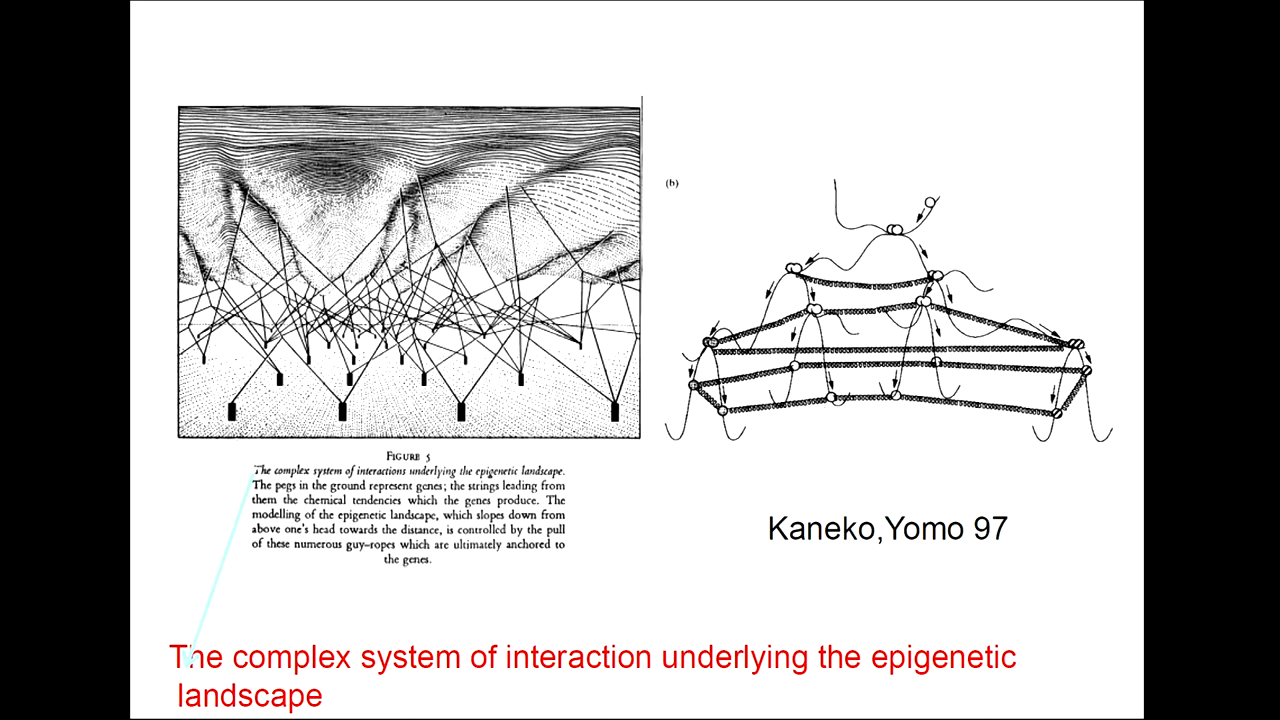 (b)
FIGURE 5
The complex system of interactions underlying the epigenetic landscape.
The pegs in the ground represent genes; the strings leading from
them the chemical tendencies which the genes produce. The
modelling of the epigenetic landscape, which slopes down from
above one's head towards the distance, is controlled by the pull
of these numerous guy-ropes which are ultimately anchored to
the genes.
Kaneko,Yomo 97
The complex system of interaction underlying the epigenetic
landscape